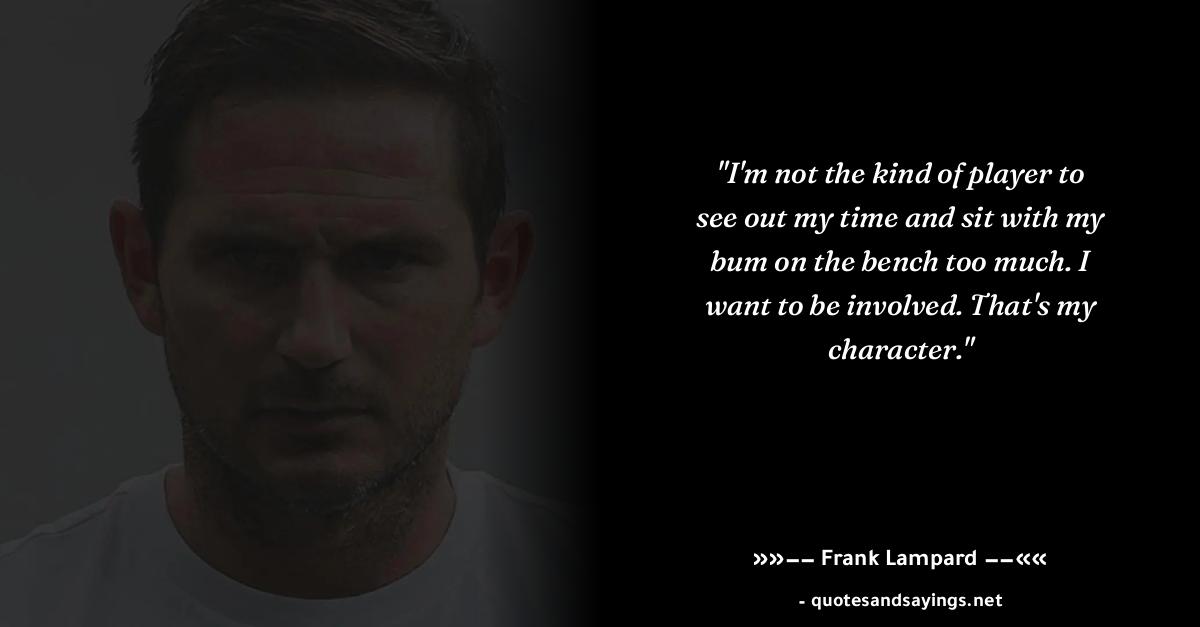 "I'm not the kind of player to
see out my time and sit with my
bum on the bench too much. I
want to be involved. That's my
character."
»»−− Frank Lampard −−««
- quotesandsayings.net